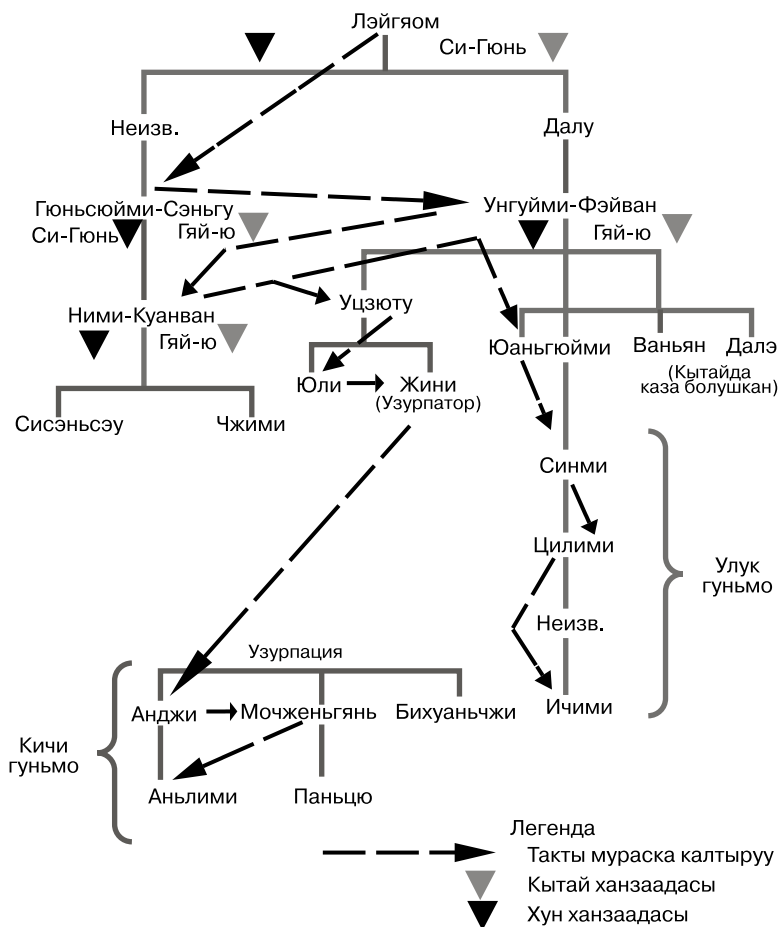 Лэйгяом
Си-Гюнь
Неизв.
Далу
Гюньсюйми-Сэньгу
Унгуйми-Фэйван
Си-Гюнь
Гяй-ю
Гяй-ю
Ними-Куанван
Уцзюту
Гяй-ю
Юаньгюйми
Ваньян
Далэ
(Кытайда
каза болушкан)
Юли
Жини
(Узурпатор)
Сисэньсэу
Чжими
Синми
Цилими
Улук
гуньмо
Неизв.
Узурпация
Ичими
Анджи
Мочженьгянь
Бихуаньчжи
Кичи
гуньмо
Аньлими
Паньцю
Легенда
Такты мураска калтыруу
Кытай ханзаадасы
Хун ханзаадасы